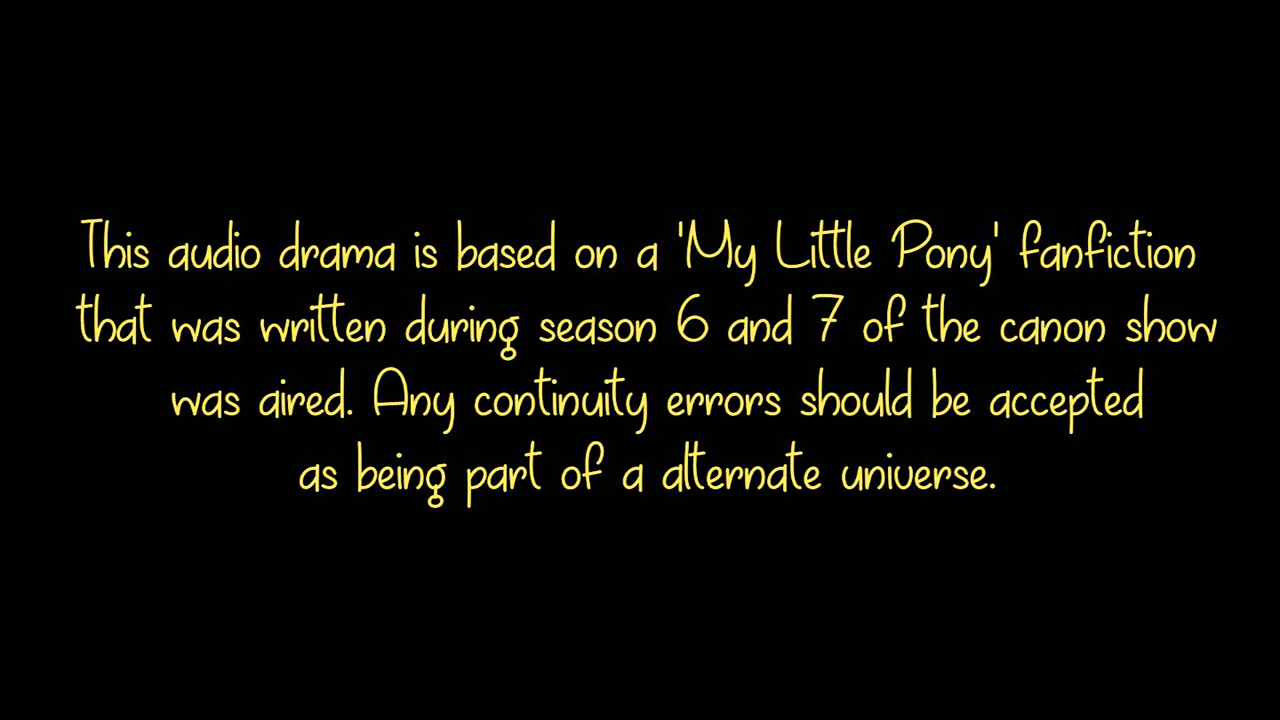 This audio drama is based on a 'My Little Pony' fanfiction
that was written during season 6 and 7 of the canon show
was aired. Any continuity errors should be accepted
as being part of a alternate universe.